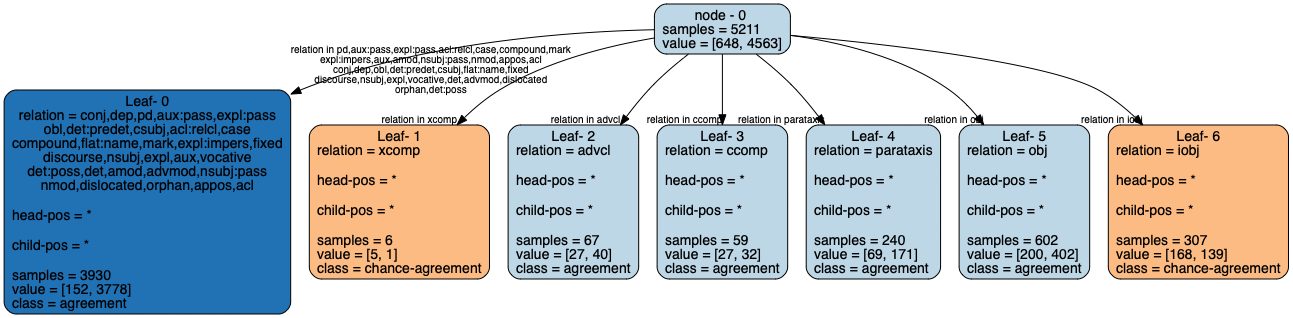 node - 0
samples = 5211
value = [648, 4563]
relation in pd,aux:pass,expl:pass,acl:relcl,case,compound,mark
expl:impers,aux,amod,nsubj:pass,nmod,appos,acl
conj,dep,obl,det:predet,csubj,flat:name,fixed
discourse,nsubj,expl,vocative,det,advmod,dislocated
orphan,det:poss
relation in xcomp
relation in advcl
relation in ccomp
relation in parataxis
relation in obj
relation in iobj
Leaf- 0
relation = conj,dep,pd,aux:pass,expl:pass
obl,det:predet,csubj,acl:relcl,case
compound,flat:name,mark,expl:impers,fixed
discourse,nsubj,expl,aux,vocative
det:poss,det,amod,advmod,nsubj:pass
nmod,dislocated,orphan,appos,acl
head-pos = *
child-pos = *
samples = 3930
value = [152, 3778]
class = agreement
Leaf- 1
relation = xcomp
head-pos = *
child-pos = *
samples = 6
value = [5, 1]
class = chance-agreement
Leaf- 2
relation = advcl
head-pos = *
child-pos = *
samples = 67
value = [27, 40]
class = agreement
Leaf- 3
relation = ccomp
head-pos = *
child-pos = *
samples = 59
value = [27, 32]
class = agreement
Leaf- 4
relation = parataxis
head-pos = *
child-pos = *
samples = 240
value = [69, 171]
class = agreement
Leaf- 5
relation = obj
head-pos = *
child-pos = *
samples = 602
value = [200, 402]
class = agreement
Leaf- 6
relation = iobj
head-pos = *
child-pos = *
samples = 307
value = [168, 139]
class = chance-agreement